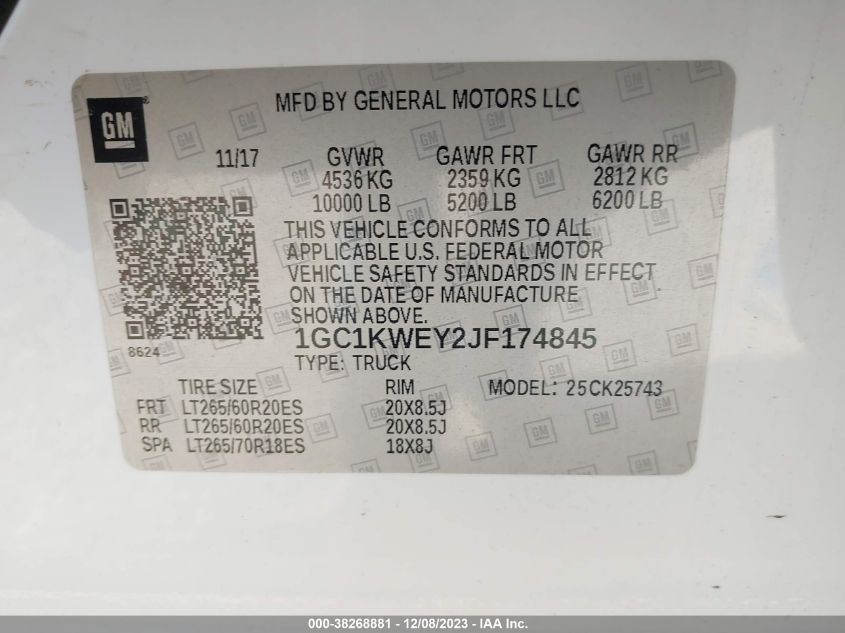 MFD BY GENERAL MOTORS LLC
GM
11/17 GVWR GAWR FRT GAWR RR
4536 KG 2359 KG 2812 KG
10000 LB 5200 LB 6200 LB
THIS VEHICLE CONFORMS TO ALL
APPLICABLE U.S. FEDERAL MOTOR
VEHICLE SAFETY STANDARDS IN EFFECT
ON THE DATE OF MANUFACTURE
SHOWN ABOVE.
8624
1GC1KWEY2JF174845
TYPE: TRUCK
TIRE SIZE RIM MODEL: 25CK25743
FRT LT265/60R20ES 20X8.5J
RR LT265/60R20ES 20X8.5J
SPA LT265/70R18ES 18X8J
000-38268881 - 12/08/2023 - IAA Inc.